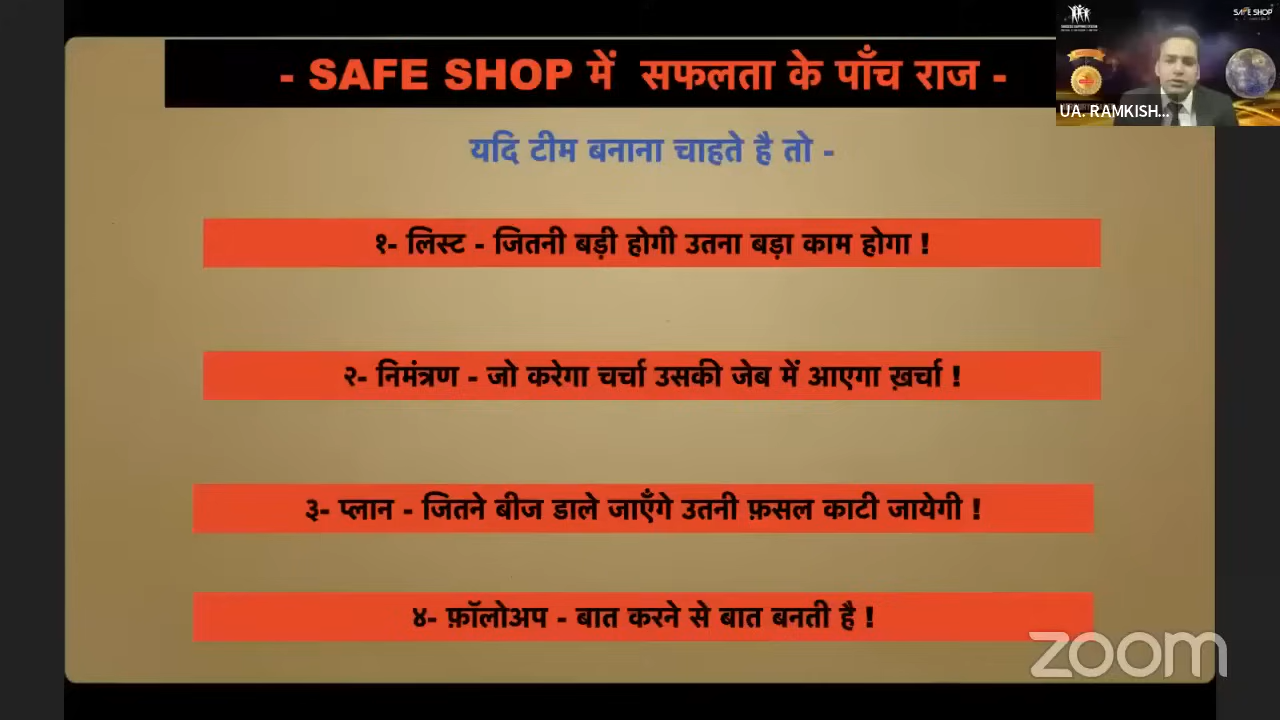 - SAFE SHOP में सफलता के पाँच राज -
यदि टीम बनाना चाहते है तो -
१- लिस्ट - जितनी बड़ी होगी उतना बड़ा काम होगा !
२- निमंत्रण - जो करेगा चर्चा उसकी जेब में आएगा ख़र्चा !
३- प्लान - जितने बीज डाले जाएँगे उतनी फ़सल काटी जायेगी !
४- फ़ॉलोअप - बात करने से बात बनती है !
SAFE SHOP
UA. RAMKISH...
zoom